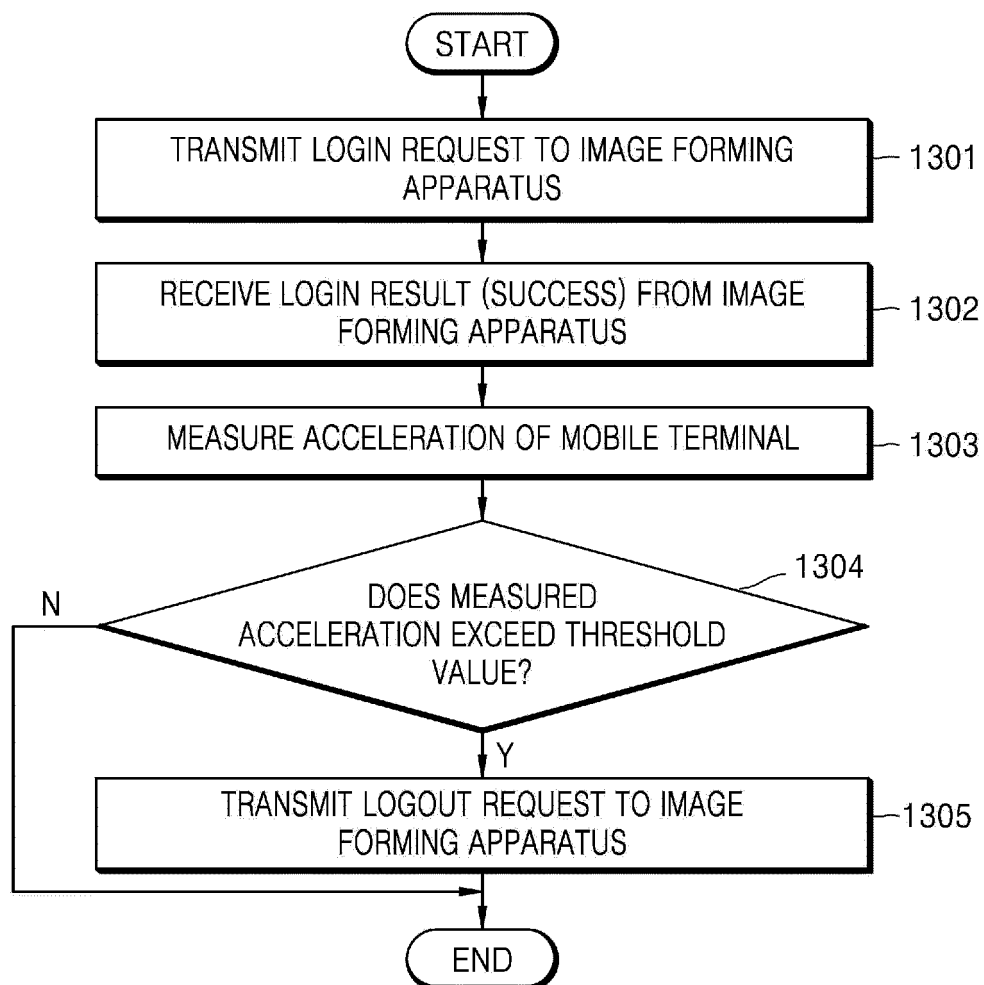 START
TRANSMIT LOGIN REQUEST TO IMAGE FORMING
APPARATUS
1301
RECEIVE LOGIN RESULT (SUCCESS) FROM IMAGE
FORMING APPARATUS
1302
MEASURE ACCELERATION OF MOBILE TERMINAL
1303
1304
DOES MEASURED
ACCELERATION EXCEED THRESHOLD
VALUE?
N
Y
TRANSMIT LOGOUT REQUEST TO IMAGE
FORMING APPARATUS
1305
END